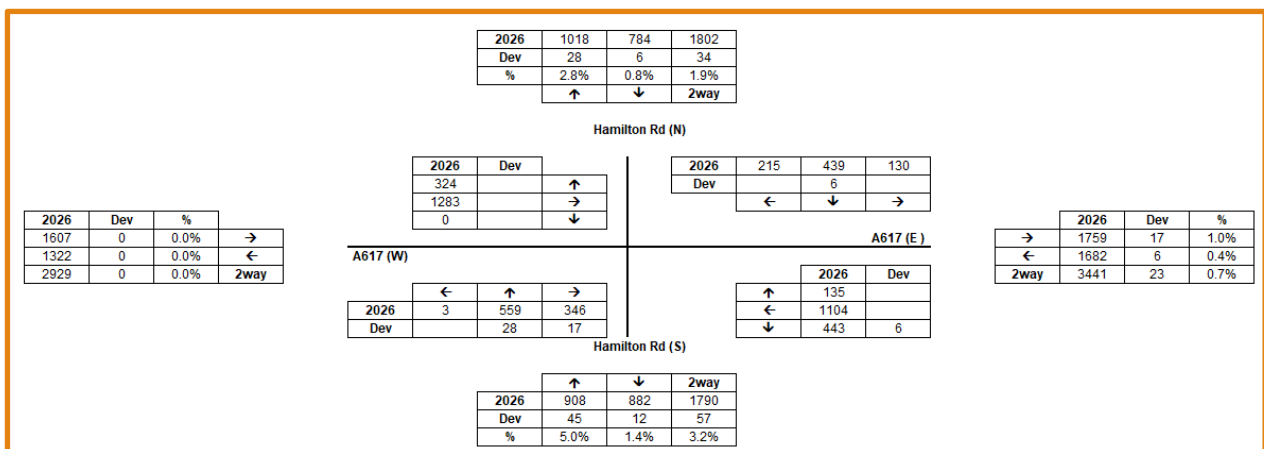 2026 1018 784 1802
Dev 28 6 34
% 2.8% 0.8% 1.9%
↑ ↓ 2way
Hamilton Rd (N)
2026 Dev
324 ↑
1283 →
0 ↓
2026 215 439 130
Dev 6
← ↓ →
2026 Dev %
1607 0 0.0% →
1322 0 0.0% ←
2929 0 0.0% 2way
A617 (W)
A617 (E )
2026 Dev %
→ 1759 17 1.0%
← 1682 6 0.4%
2way 3441 23 0.7%
← ↑ →
2026 3 559 346
Dev 28 17
2026 Dev
↑ 135
← 1104
↓ 443 6
Hamilton Rd (S)
↑ ↓ 2way
2026 908 882 1790
Dev 45 12 57
% 5.0% 1.4% 3.2%